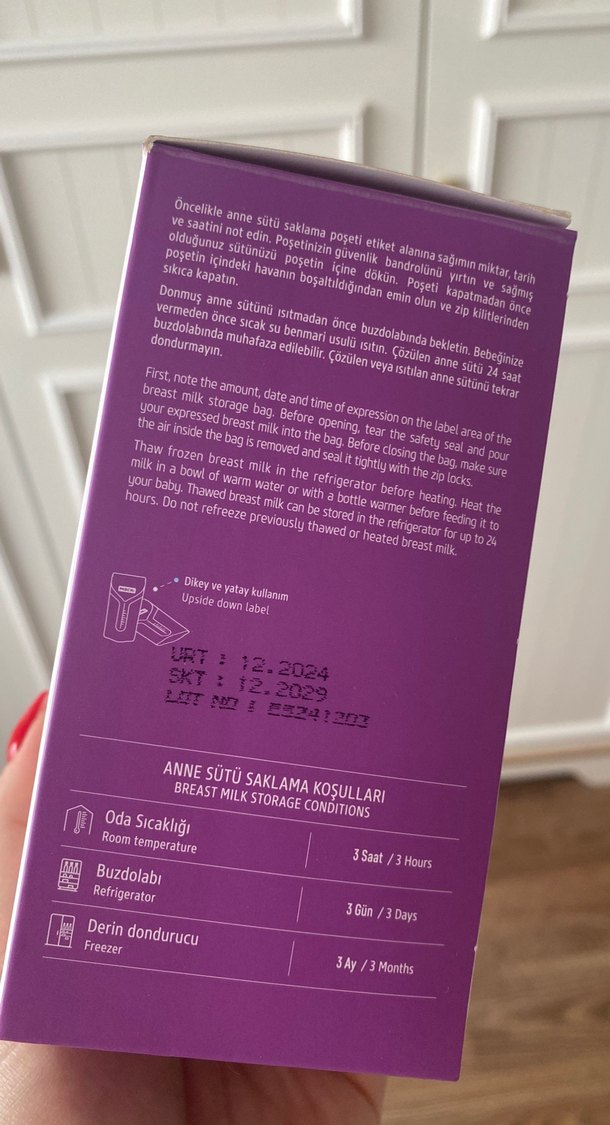 Öncelikle anne sütü saklama poşeti etiket alanına sağımın miktar, tarih
ve saatini not edin. Poşetinizin güvenlik bandrolünü yırtın ve sağmış
olduğunuz sütünüzü poşetin içine dökün. Poşeti kapatmadan önce
poşetin içindeki havanın boşaltıldığından emin olun ve zip kilitlerinden
sıkıca kapatın.
Donmuş anne sütünü ısıtmadan önce buzdolabında bekletin. Bebeğinize
vermeden önce sıcak su benmari usulü ısıtın. Çözülen anne sütü 24 saat
buzdolabında muhafaza edilebilir. Çözülen veya ısıtılan anne sütünü tekrar
dondurmayın.
First, note the amount, date and time of expression on the label area of the
breast milk storage bag. Before opening, tear the safety seal and pour
your expressed breast milk into the bag. Before closing the bag, make sure
the air inside the bag is removed and seal it tightly with the zip locks.
Thaw frozen breast milk in the refrigerator before heating. Heat the
milk in a bowl of warm water or with a bottle warmer before feeding it to
your baby. Thawed breast milk can be stored in the refrigerator for up to 24
hours. Do not refreeze previously thawed or heated breast milk.
Dikey ve yatay kullanım
Upside down label
URT : 12.2024
SKT : 12.2029
LOT NO : E5241203
ANNE SÜTÜ SAKLAMA KOŞULLARI
BREAST MILK STORAGE CONDITIONS
Oda Sıcaklığı
Room temperature
3 Saat / 3 Hours
Buzdolabı
Refrigerator
3 Gün / 3 Days
Derin dondurucu
Freezer
3 Ay / 3 Months